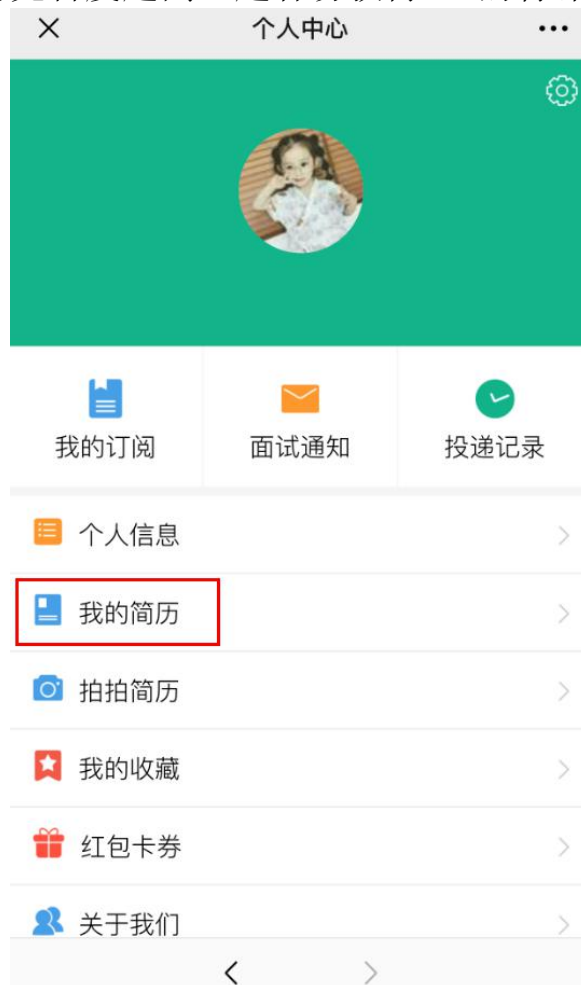 个人中心
我的订阅
面试通知
投递记录
个人信息
我的简历
拍拍简历
我的收藏
红包卡券
关于我们